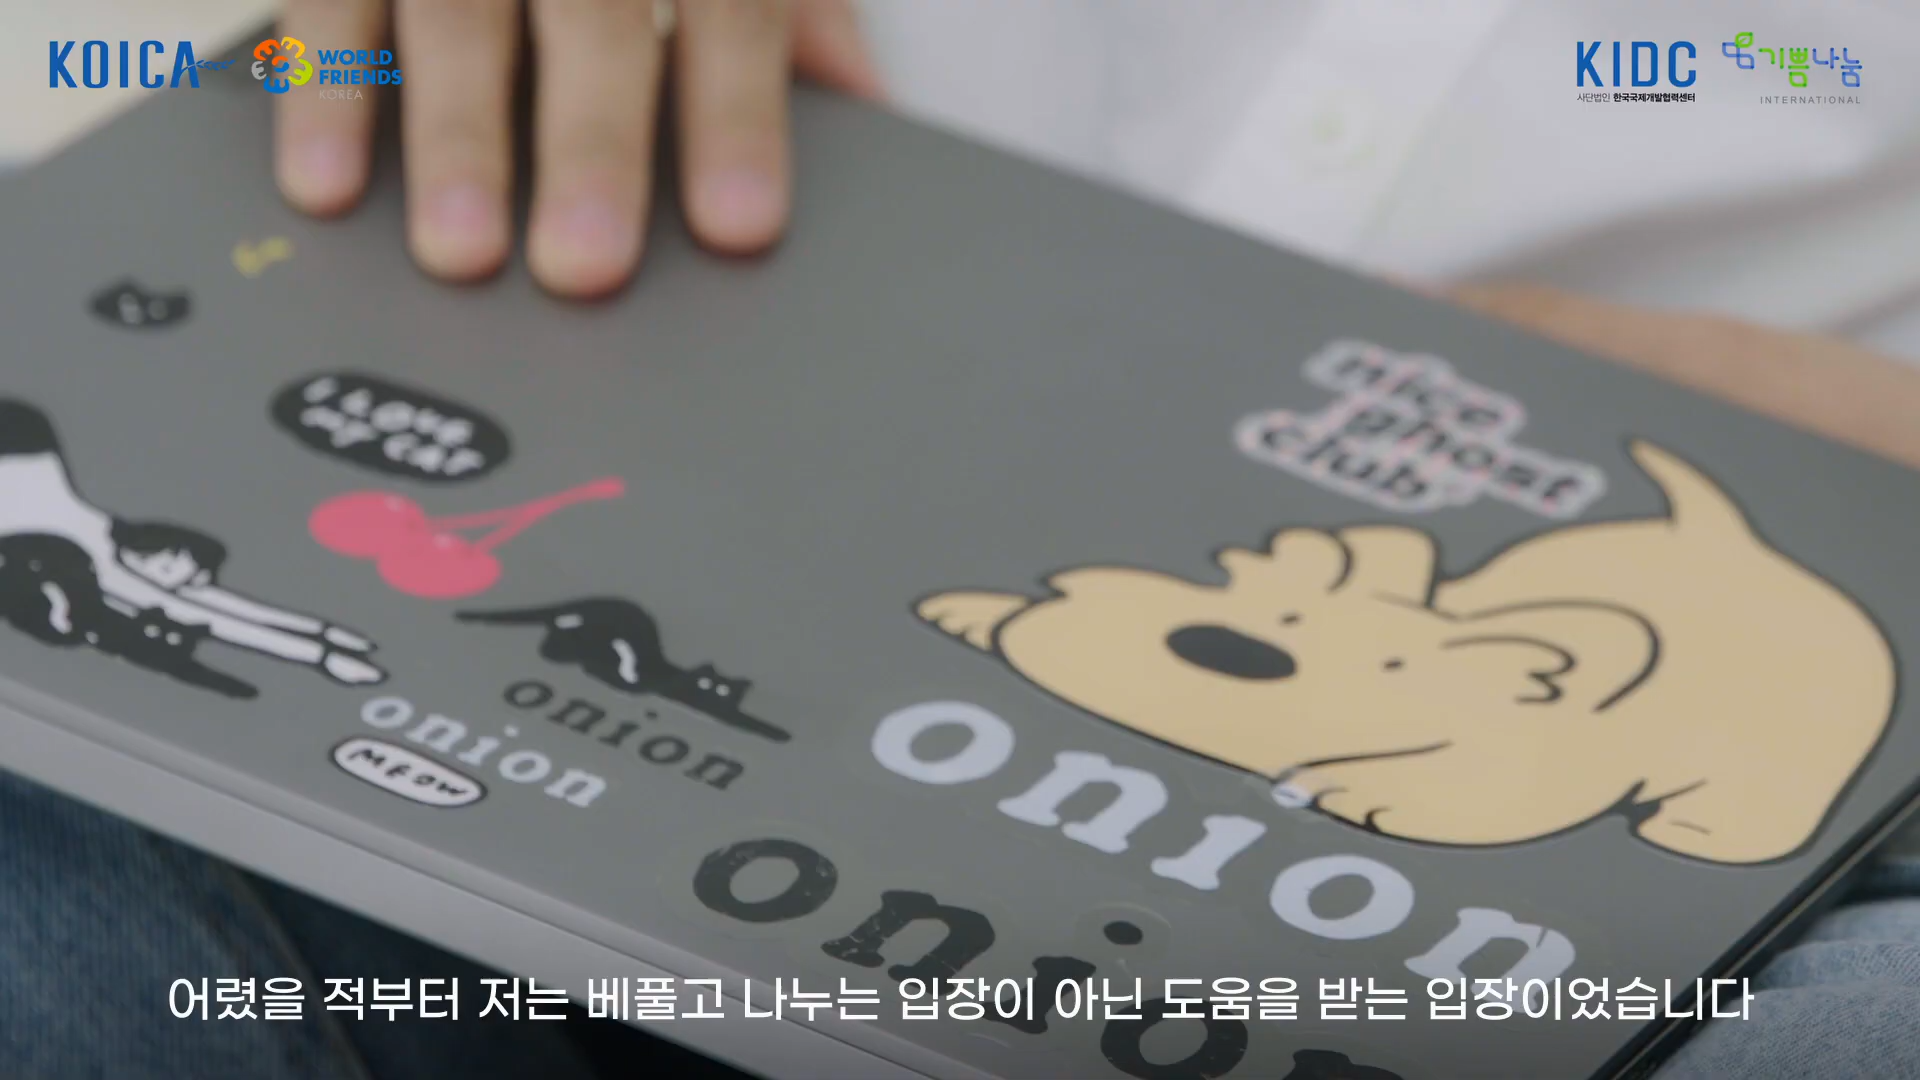 KOICA
WORLD
FRIENDS
KOREA
KIDC
사단법인 한국국제개발협력센터
기쁨나눔
INTERNATIONAL
I LOVE
MY CAT
nice
ghost
club
onion
onion
MEOW
onion
onion
어렸을 적부터 저는 베풀고 나누는 입장이 아닌 도움을 받는 입장이었습니다